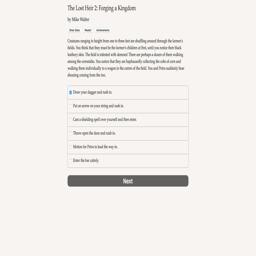 The Lost Heir 2: Forging a Kingdom
by Mike Walter
Show Stats Restart Achievements
Creatures ranging in height from one to three feet are shuffling around through the farmer's
fields. You think that they must be the farmer's children at first, until you notice their black
leathery skin. The field is infested with demons! There are perhaps a dozen of them walking
among the cornstalks. You notice that they are haphazardly collecting the cobs of corn and
walking them individually to a wagon in the center of the field. You and Petra suddenly hear
shouting coming from the
Draw your dagger and rush in.
Put an arrow on your string and rush in.
Cast a shielding spell over yourself and then enter.
Throw open the door and rush in.
Motion for Petra to lead the way in.
Enter the calmly.
Next